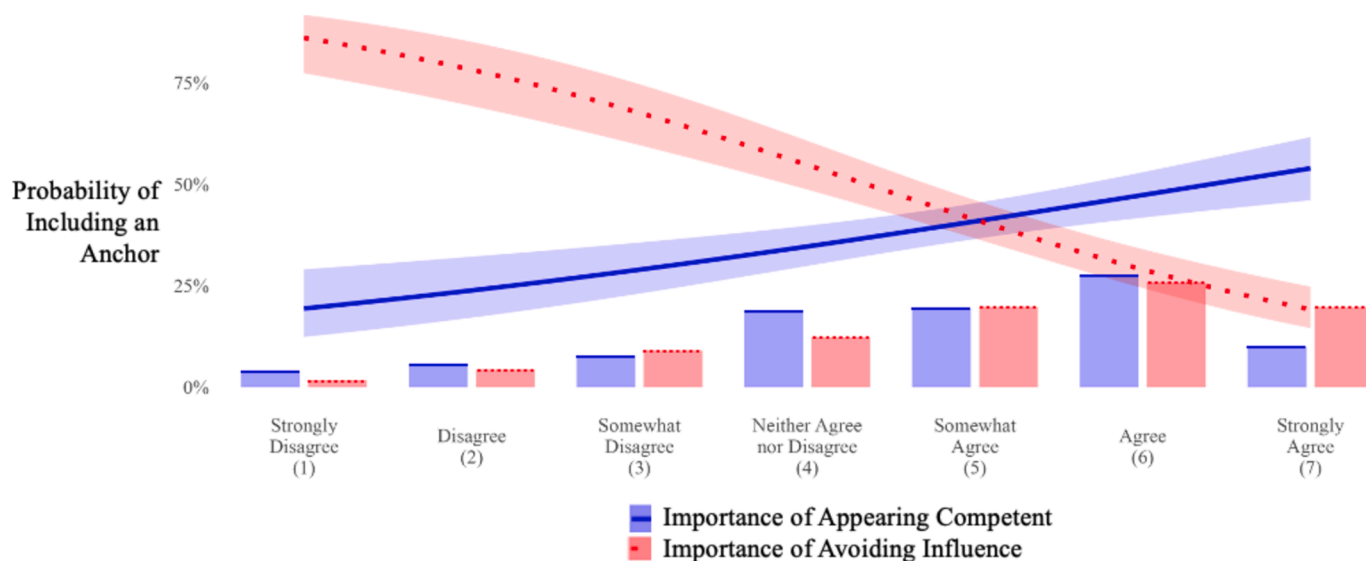 75%
Probability of
Including an
Anchor
50%
25%
0%
Strongly
Disagree
(1)
Disagree
(2)
Somewhat
Disagree
(3)
Neither Agree
nor Disagree
(4)
Somewhat
Agree
(5)
Agree
(6)
Strongly
Agree
(7)
Importance of Appearing Competent
Importance of Avoiding Influence